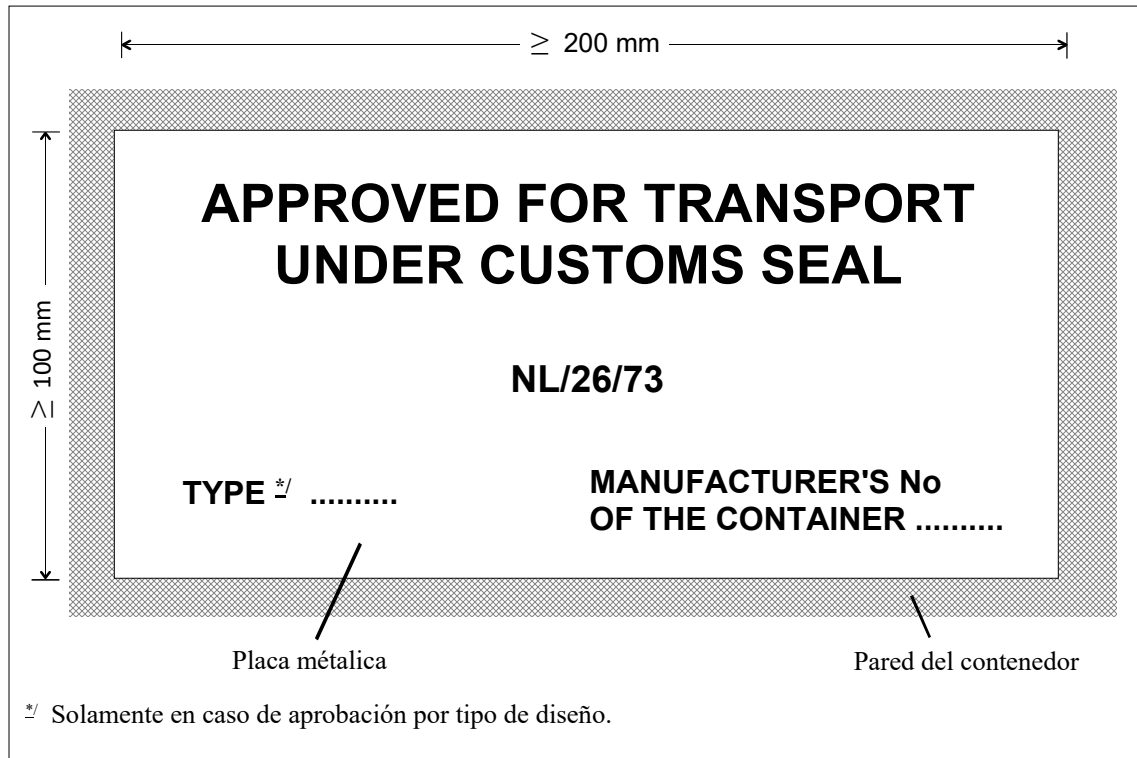 ≥ 200 mm
≥ 100 mm
APPROVED FOR TRANSPORT
UNDER CUSTOMS SEAL
NL/26/73
TYPE */ ..........
MANUFACTURER'S No
OF THE CONTAINER ..........
Placa métalica
Pared del contenedor
*/ Solamente en caso de aprobación por tipo de diseño.